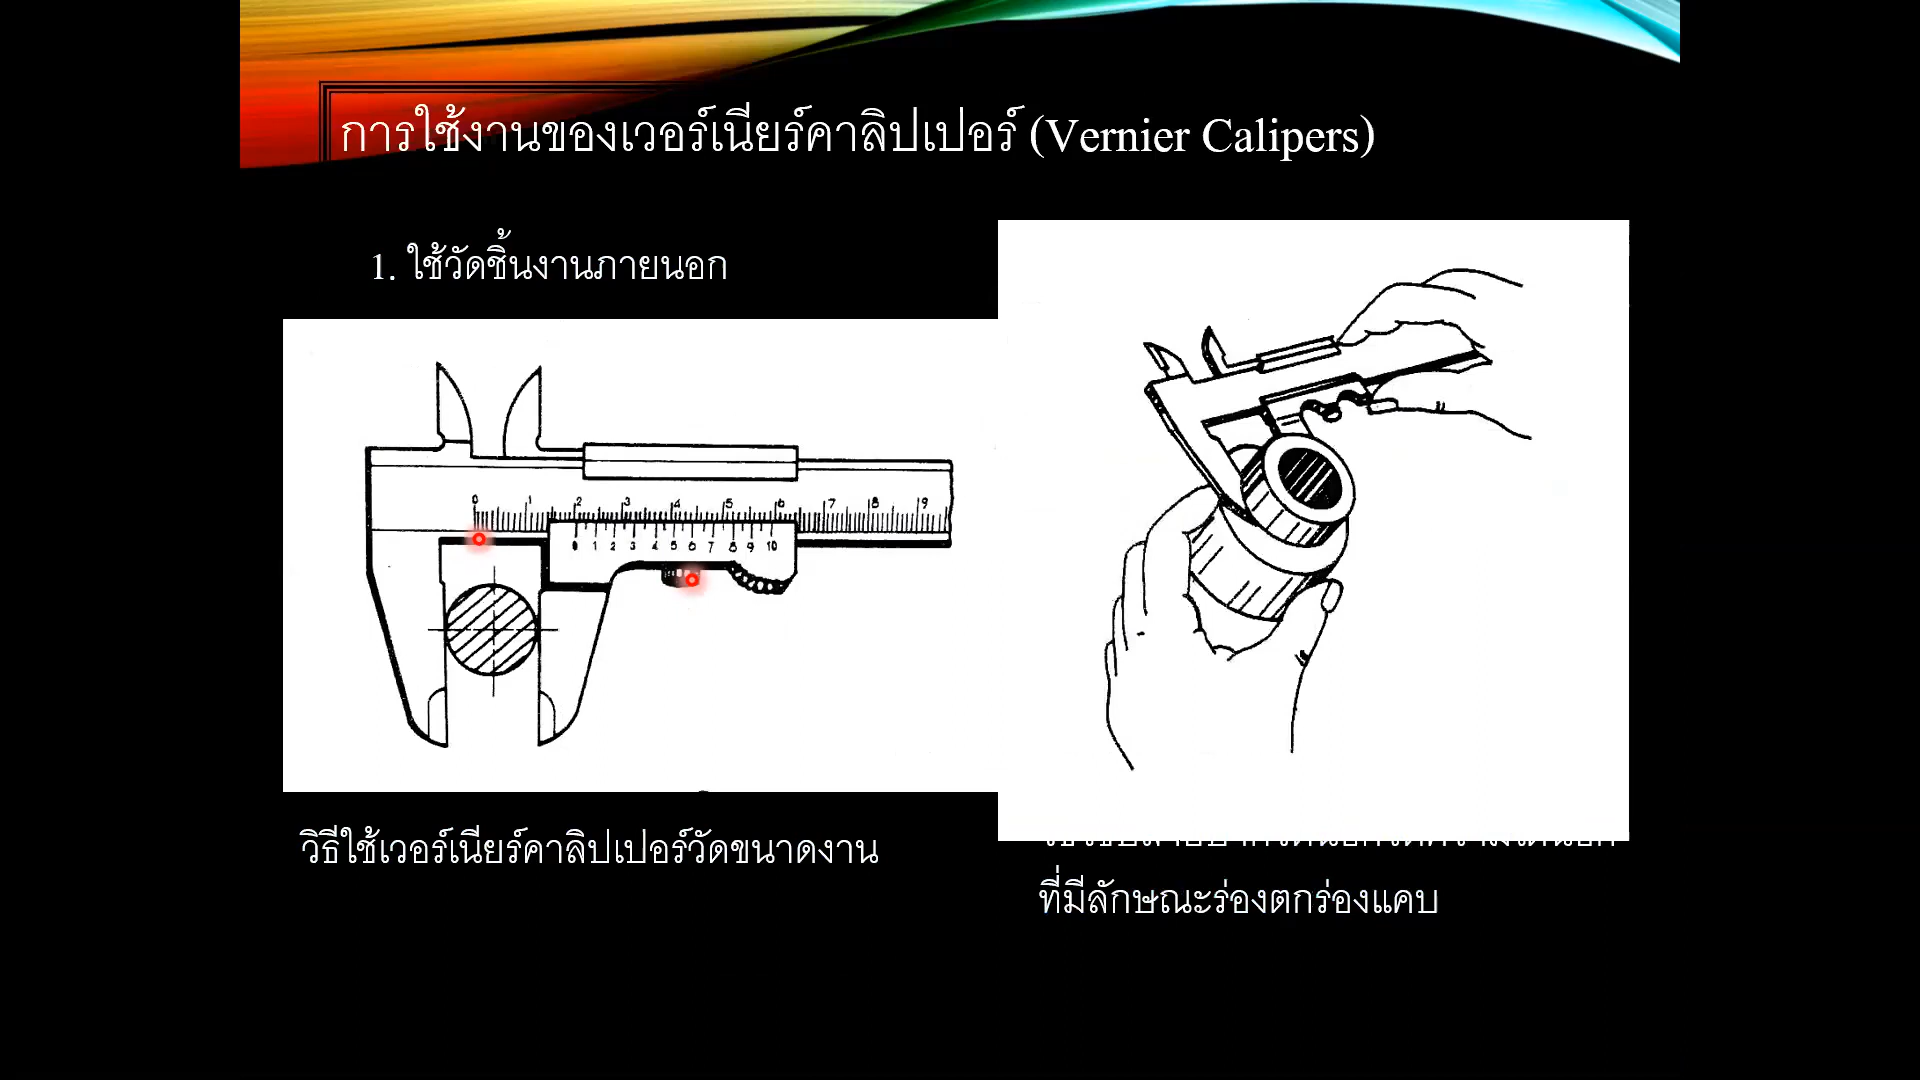 การใช้งานของเวอร์เนียร์คาลิปเปอร์ (Vernier Calipers)
1. ใช้วัดชิ้นงานภายนอก
0 1 2 3 4 5 6 7 8 9
0 1 2 3 4 5 6 7 8 9 10
วิธีใช้เวอร์เนียร์คาลิปเปอร์วัดขนาดงาน
ที่มีลักษณะร่องตกร่องแคบ